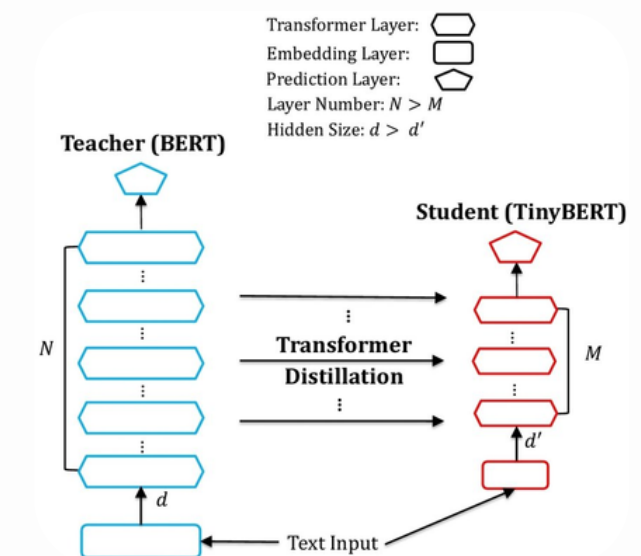 Transformer Layer:
Embedding Layer:
Prediction Layer:
Layer Number: N > M
Hidden Size: d > d′
Teacher (BERT)
Student (TinyBERT)
N
Transformer
Distillation
M
d
d′
Text Input